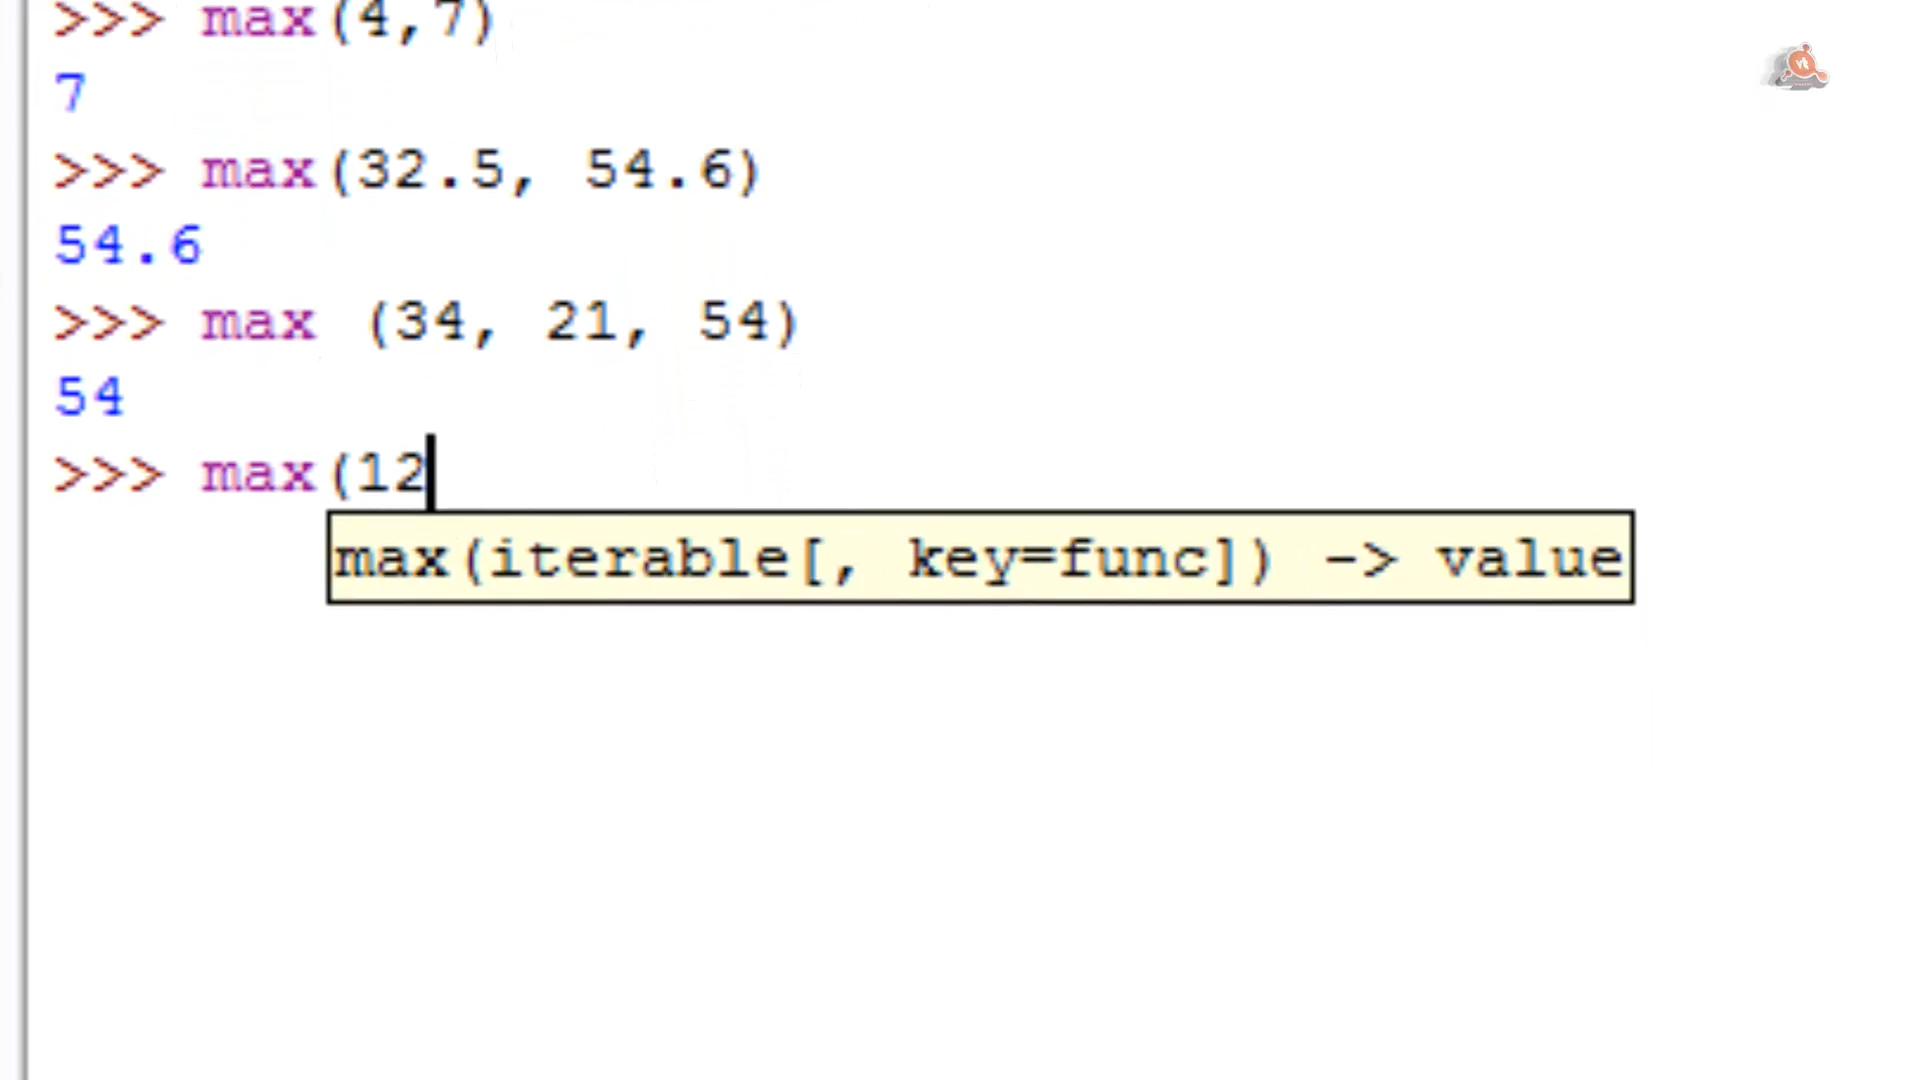 >>> max(4,7)
7
>>> max(32.5, 54.6)
54.6
>>> max (34, 21, 54)
54
>>> max(12
max(iterable[, key=func]) -> value
vt